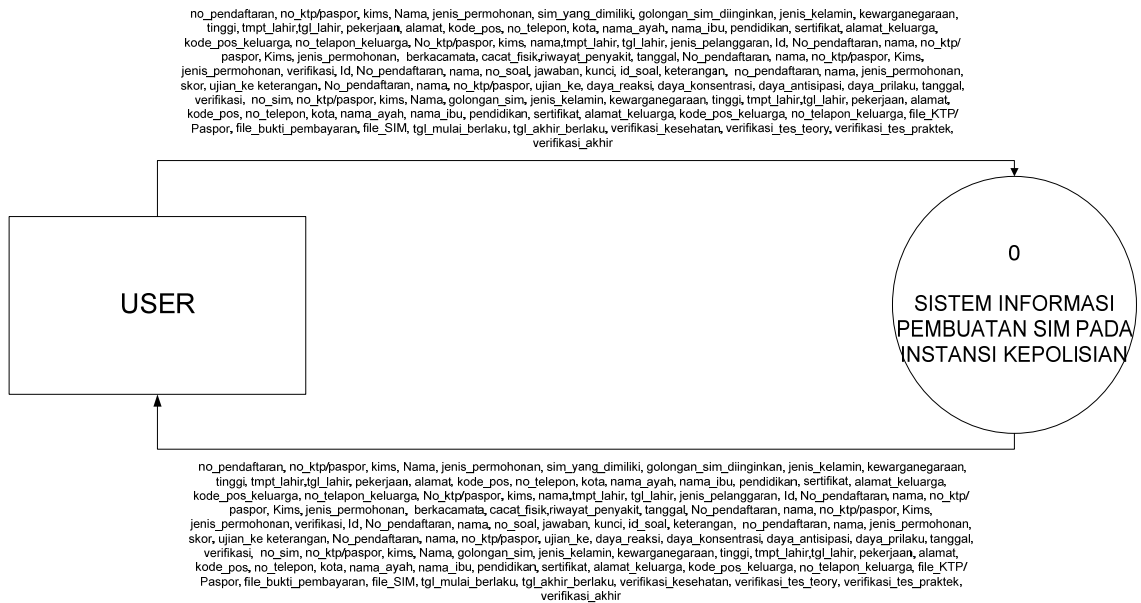 no_pendaftaran, no_ktp/paspor, kims, Nama, jenis_permohonan, sim_yang_dimiliki, golongan_sim_diinginkan, jenis_kelamin, kewarganegaraan,
tinggi, tmpt_lahir,tgl_lahir, pekerjaan, alamat, kode_pos, no_telepon, kota, nama_ayah, nama_ibu, pendidikan, sertifikat, alamat_keluarga,
kode_pos_keluarga, no_telapon_keluarga, No_ktp/paspor, kims, nama,tmpt_lahir, tgl_lahir, jenis_pelanggaran, Id, No_pendaftaran, nama, no_ktp/
paspor, Kims, jenis_permohonan, berkacamata, cacat_fisik,riwayat_penyakit, tanggal, No_pendaftaran, nama, no_ktp/paspor, Kims,
jenis_permohonan, verifikasi, Id, No_pendaftaran, nama, no_soal, jawaban, kunci, id_soal, keterangan, no_pendaftaran, nama, jenis_permohonan,
skor, ujian_ke keterangan, No_pendaftaran, nama, no_ktp/paspor, ujian_ke, daya_reaksi, daya_konsentrasi, daya_antisipasi, daya_prilaku, tanggal,
verifikasi, no_sim, no_ktp/paspor, kims, Nama, golongan_sim, jenis_kelamin, kewarganegaraan, tinggi, tmpt_lahir,tgl_lahir, pekerjaan, alamat,
kode_pos, no_telepon, kota, nama_ayah, nama_ibu, pendidikan, sertifikat, alamat_keluarga, kode_pos_keluarga, no_telapon_keluarga, file_KTP/
Paspor, file_bukti_pembayaran, file_SIM, tgl_mulai_berlaku, tgl_akhir_berlaku, verifikasi_kesehatan, verifikasi_tes_teory, verifikasi_tes_praktek,
verifikasi_akhir
USER
0
SISTEM INFORMASI
PEMBUATAN SIM PADA
INSTANSI KEPOLISIAN
no_pendaftaran, no_ktp/paspor, kims, Nama, jenis_permohonan, sim_yang_dimiliki, golongan_sim_diinginkan, jenis_kelamin, kewarganegaraan,
tinggi, tmpt_lahir,tgl_lahir, pekerjaan, alamat, kode_pos, no_telepon, kota, nama_ayah, nama_ibu, pendidikan, sertifikat, alamat_keluarga,
kode_pos_keluarga, no_telapon_keluarga, No_ktp/paspor, kims, nama,tmpt_lahir, tgl_lahir, jenis_pelanggaran, Id, No_pendaftaran, nama, no_ktp/
paspor, Kims, jenis_permohonan, berkacamata, cacat_fisik,riwayat_penyakit, tanggal, No_pendaftaran, nama, no_ktp/paspor, Kims,
jenis_permohonan, verifikasi, Id, No_pendaftaran, nama, no_soal, jawaban, kunci, id_soal, keterangan, no_pendaftaran, nama, jenis_permohonan,
skor, ujian_ke keterangan, No_pendaftaran, nama, no_ktp/paspor, ujian_ke, daya_reaksi, daya_konsentrasi, daya_antisipasi, daya_prilaku, tanggal,
verifikasi, no_sim, no_ktp/paspor, kims, Nama, golongan_sim, jenis_kelamin, kewarganegaraan, tinggi, tmpt_lahir,tgl_lahir, pekerjaan, alamat,
kode_pos, no_telepon, kota, nama_ayah, nama_ibu, pendidikan, sertifikat, alamat_keluarga, kode_pos_keluarga, no_telapon_keluarga, file_KTP/
Paspor, file_bukti_pembayaran, file_SIM, tgl_mulai_berlaku, tgl_akhir_berlaku, verifikasi_kesehatan, verifikasi_tes_teory, verifikasi_tes_praktek,
verifikasi_akhir